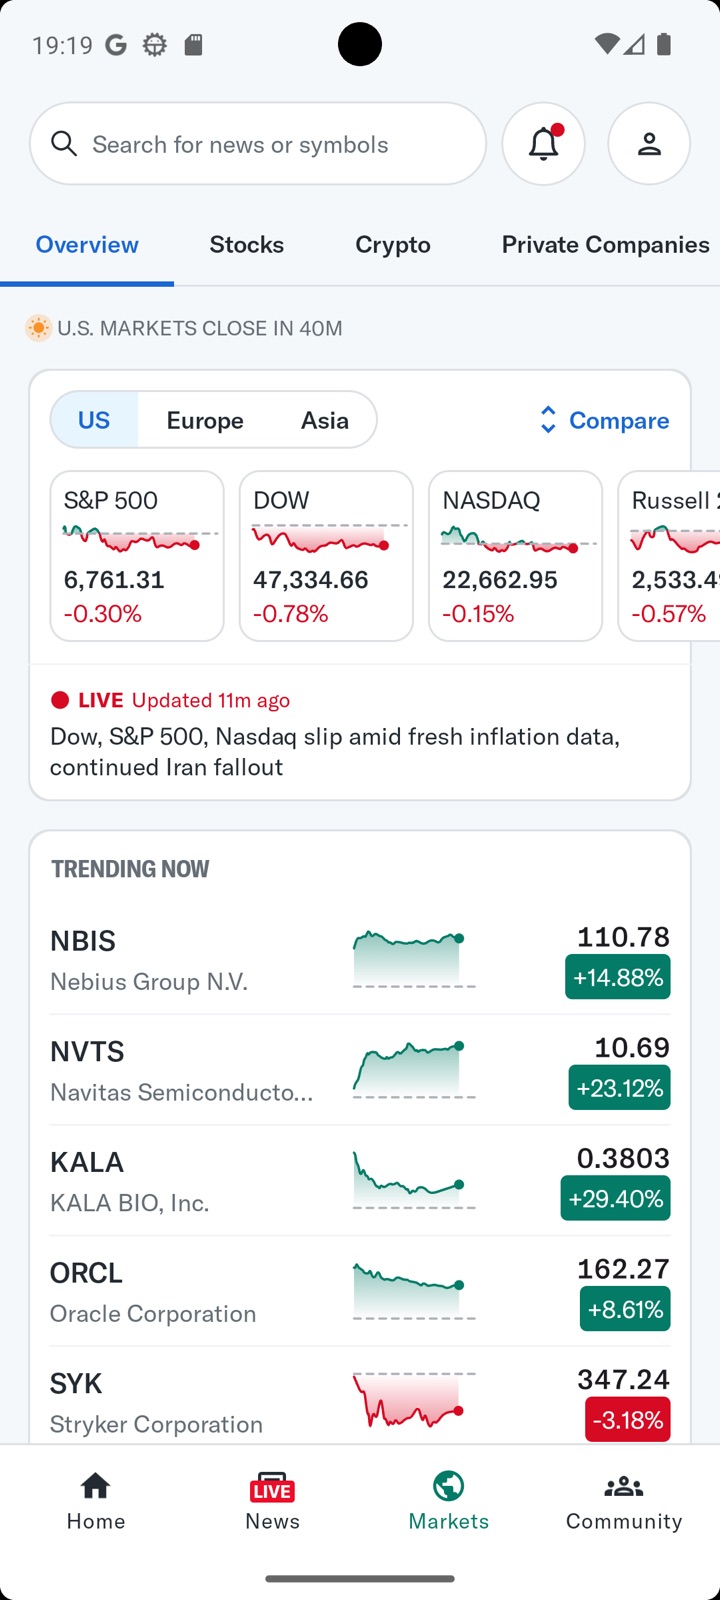 19:19
Search for news or symbols
Overview Stocks Crypto Private Companies
U.S. MARKETS CLOSE IN 40M
US Europe Asia Compare
S&P 500 DOW NASDAQ Russell
6,761.31 47,334.66 22,662.95 2,533.4
-0.30% -0.78% -0.15% -0.57%
LIVE Updated 11m ago
Dow, S&P 500, Nasdaq slip amid fresh inflation data,
continued Iran fallout
TRENDING NOW
NBIS 110.78
Nebius Group N.V. +14.88%
NVTS 10.69
Navitas Semiconducto... +23.12%
KALA 0.3803
KALA BIO, Inc. +29.40%
ORCL 162.27
Oracle Corporation +8.61%
SYK 347.24
Stryker Corporation -3.18%
LIVE
Home News Markets Community